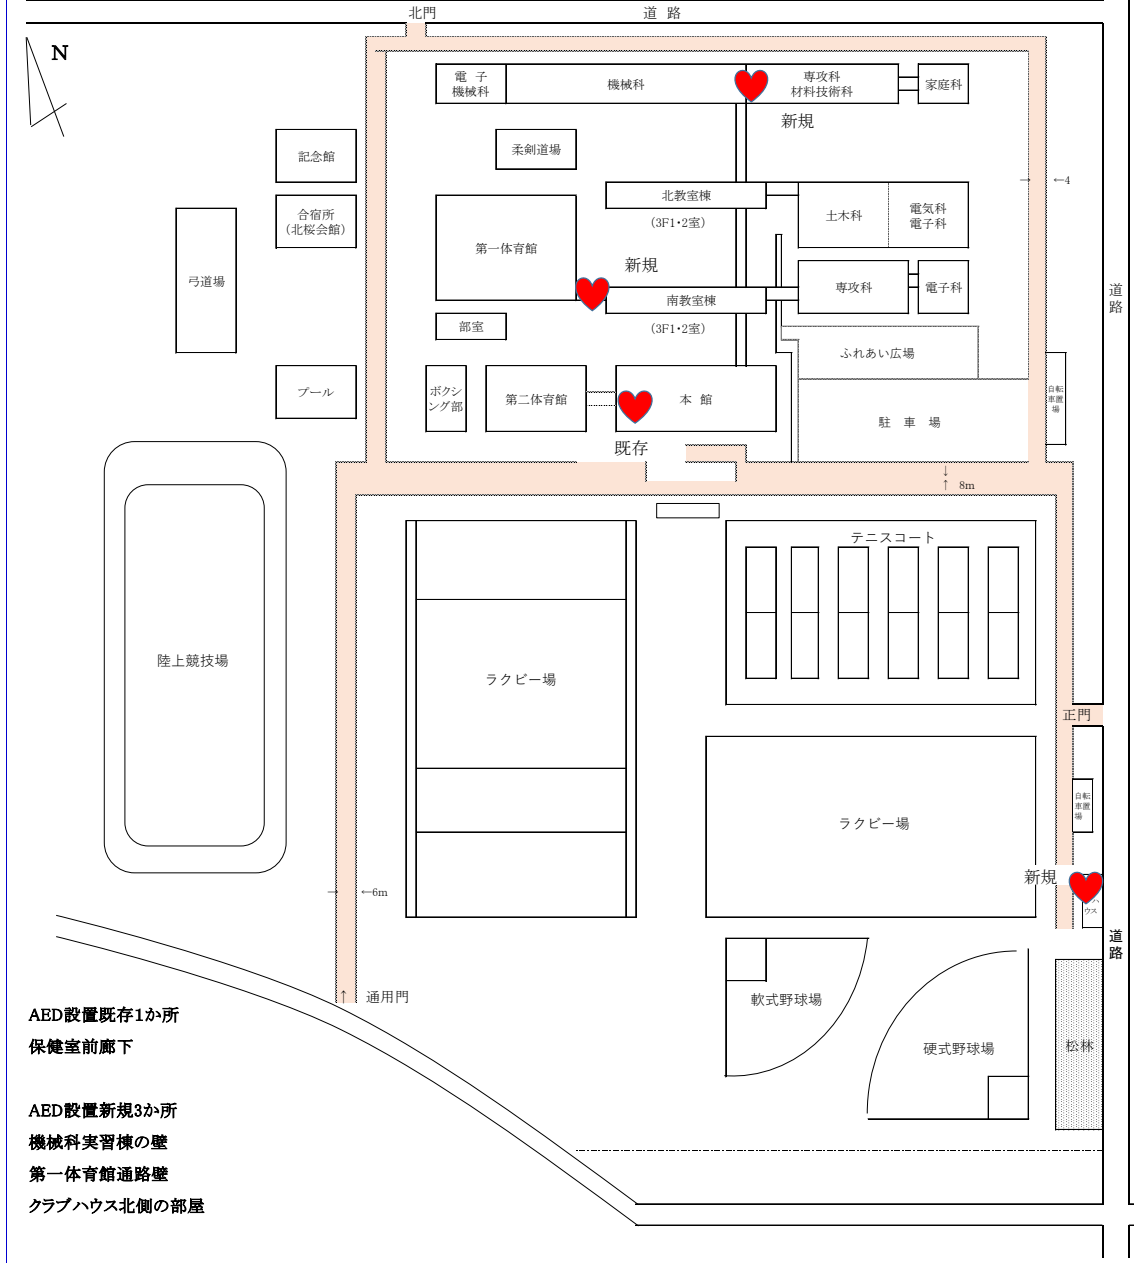 北門
道 路
N
電 子
機械科
機械科
専攻科
材料技術科
家庭科
新規
柔剣道場
記念館
→ ←4
北教室棟
土木科
電気科
電子科
合宿所
（北桜会館）
（3F1・2室）
第一体育館
新規
弓道場
専攻科
電子科
道路
南教室棟
部室
（3F1・2室）
ふれあい広場
プール
ボクシ
ング部
第二体育館
本 館
自転
車置
場
駐 車 場
既存
↓
↑ 8m
テニスコート
陸上競技場
ラクビー場
正門
自転
車置
場
ラクビー場
新規
→ ←6m
ウス
道路
↑ 通用門
軟式野球場
硬式野球場
松林
AED設置既存1か所
保健室前廊下
AED設置新規3か所
機械科実習棟の壁
第一体育館通路壁
クラブハウス北側の部屋